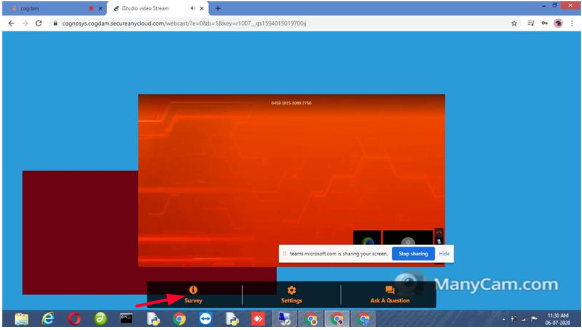 cogdam
iStudio video Stream
cognosys.cogdam.secureanycloud.com/webcast/?e=0&b=1&key=r1007_qs1594015019700j
teams.microsoft.com is sharing your screen.
Stop sharing
Hide
ManyCam.com
Survey
Settings
Ask A Question
11:30 AM
06-07-2020